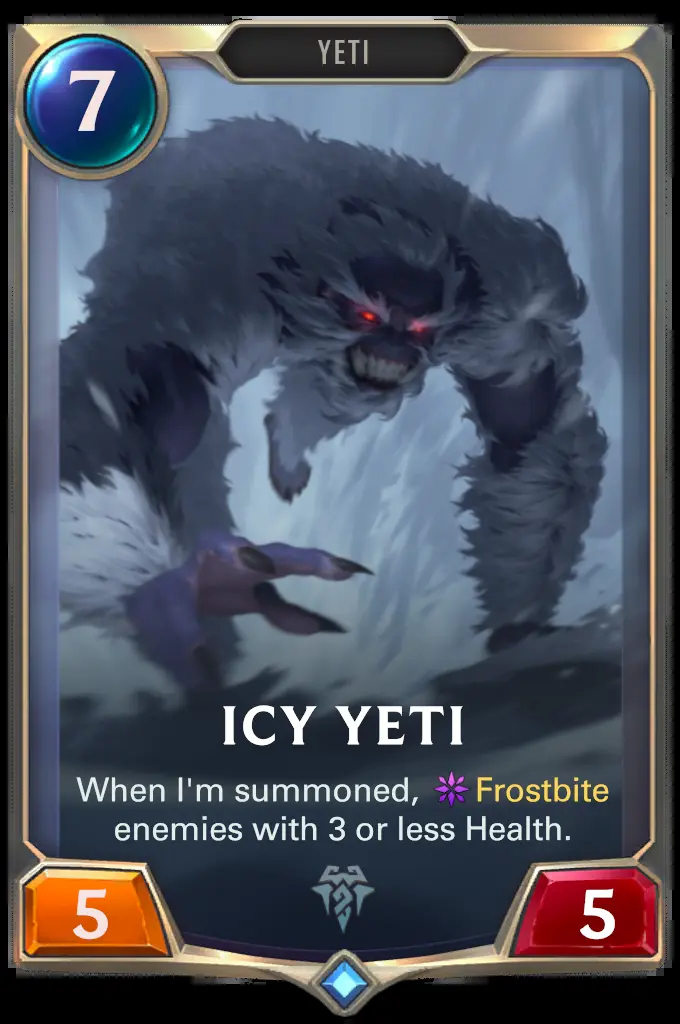 YETI
7
ICY YETI
When I'm summoned, Frostbite
enemies with 3 or less Health.
5 5